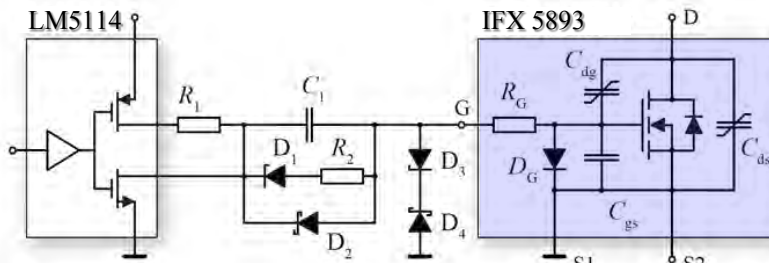 LM5114
IFX 5893
D
R1
C1
Cdg
G
RG
D1
R2
D3
DG
Cds
D2
D4
Cgs
S1
S2